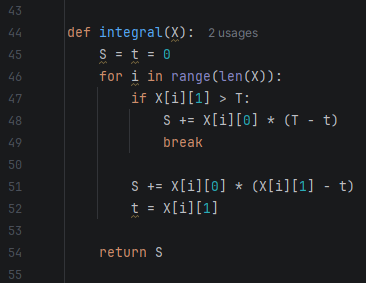 43
44 def integral(X): 2 usages
45     S = t = 0
46     for i in range(len(X)):
47         if X[i][1] > T:
48             S += X[i][0] * (T - t)
49             break
50
51         S += X[i][0] * (X[i][1] - t)
52         t = X[i][1]
53
54     return S
55